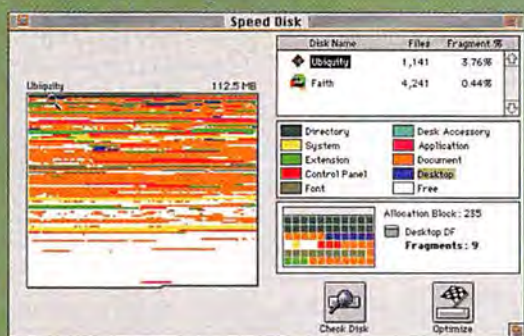 Speed Disk
Disk Name Files Fragment %
Ubiquity 1,141 3.76%
Faith 4,241 0.44%
Ubiquity 112.5 MB
Directory Desk Accessory
System Application
Extension Document
Control Panel Desktop
Font Free
Allocation Block: 235
Desktop DF
Fragments: 9
Check Disk Optimize